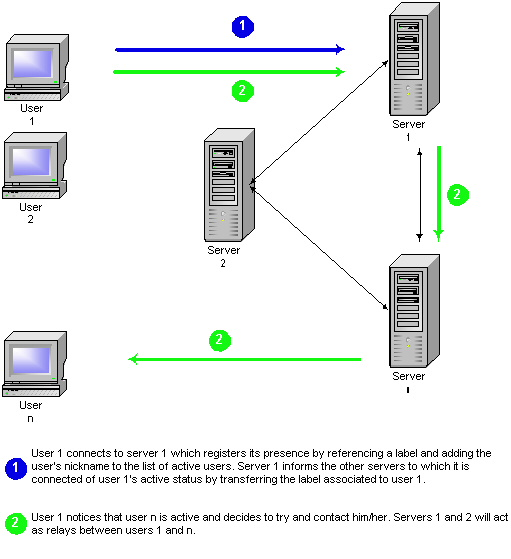 1
2
User
1
Server
1
User
2
Server
2
2
2
User
n
Server
n
1
User 1 connects to server 1 which registers its presence by referencing a label and adding the
user's nickname to the list of active users. Server 1 informs the other servers to which it is
connected of user 1's active status by transferring the label associated to user 1.
2
User 1 notices that user n is active and decides to try and contact him/her. Servers 1 and 2 will act
as relays between users 1 and n.